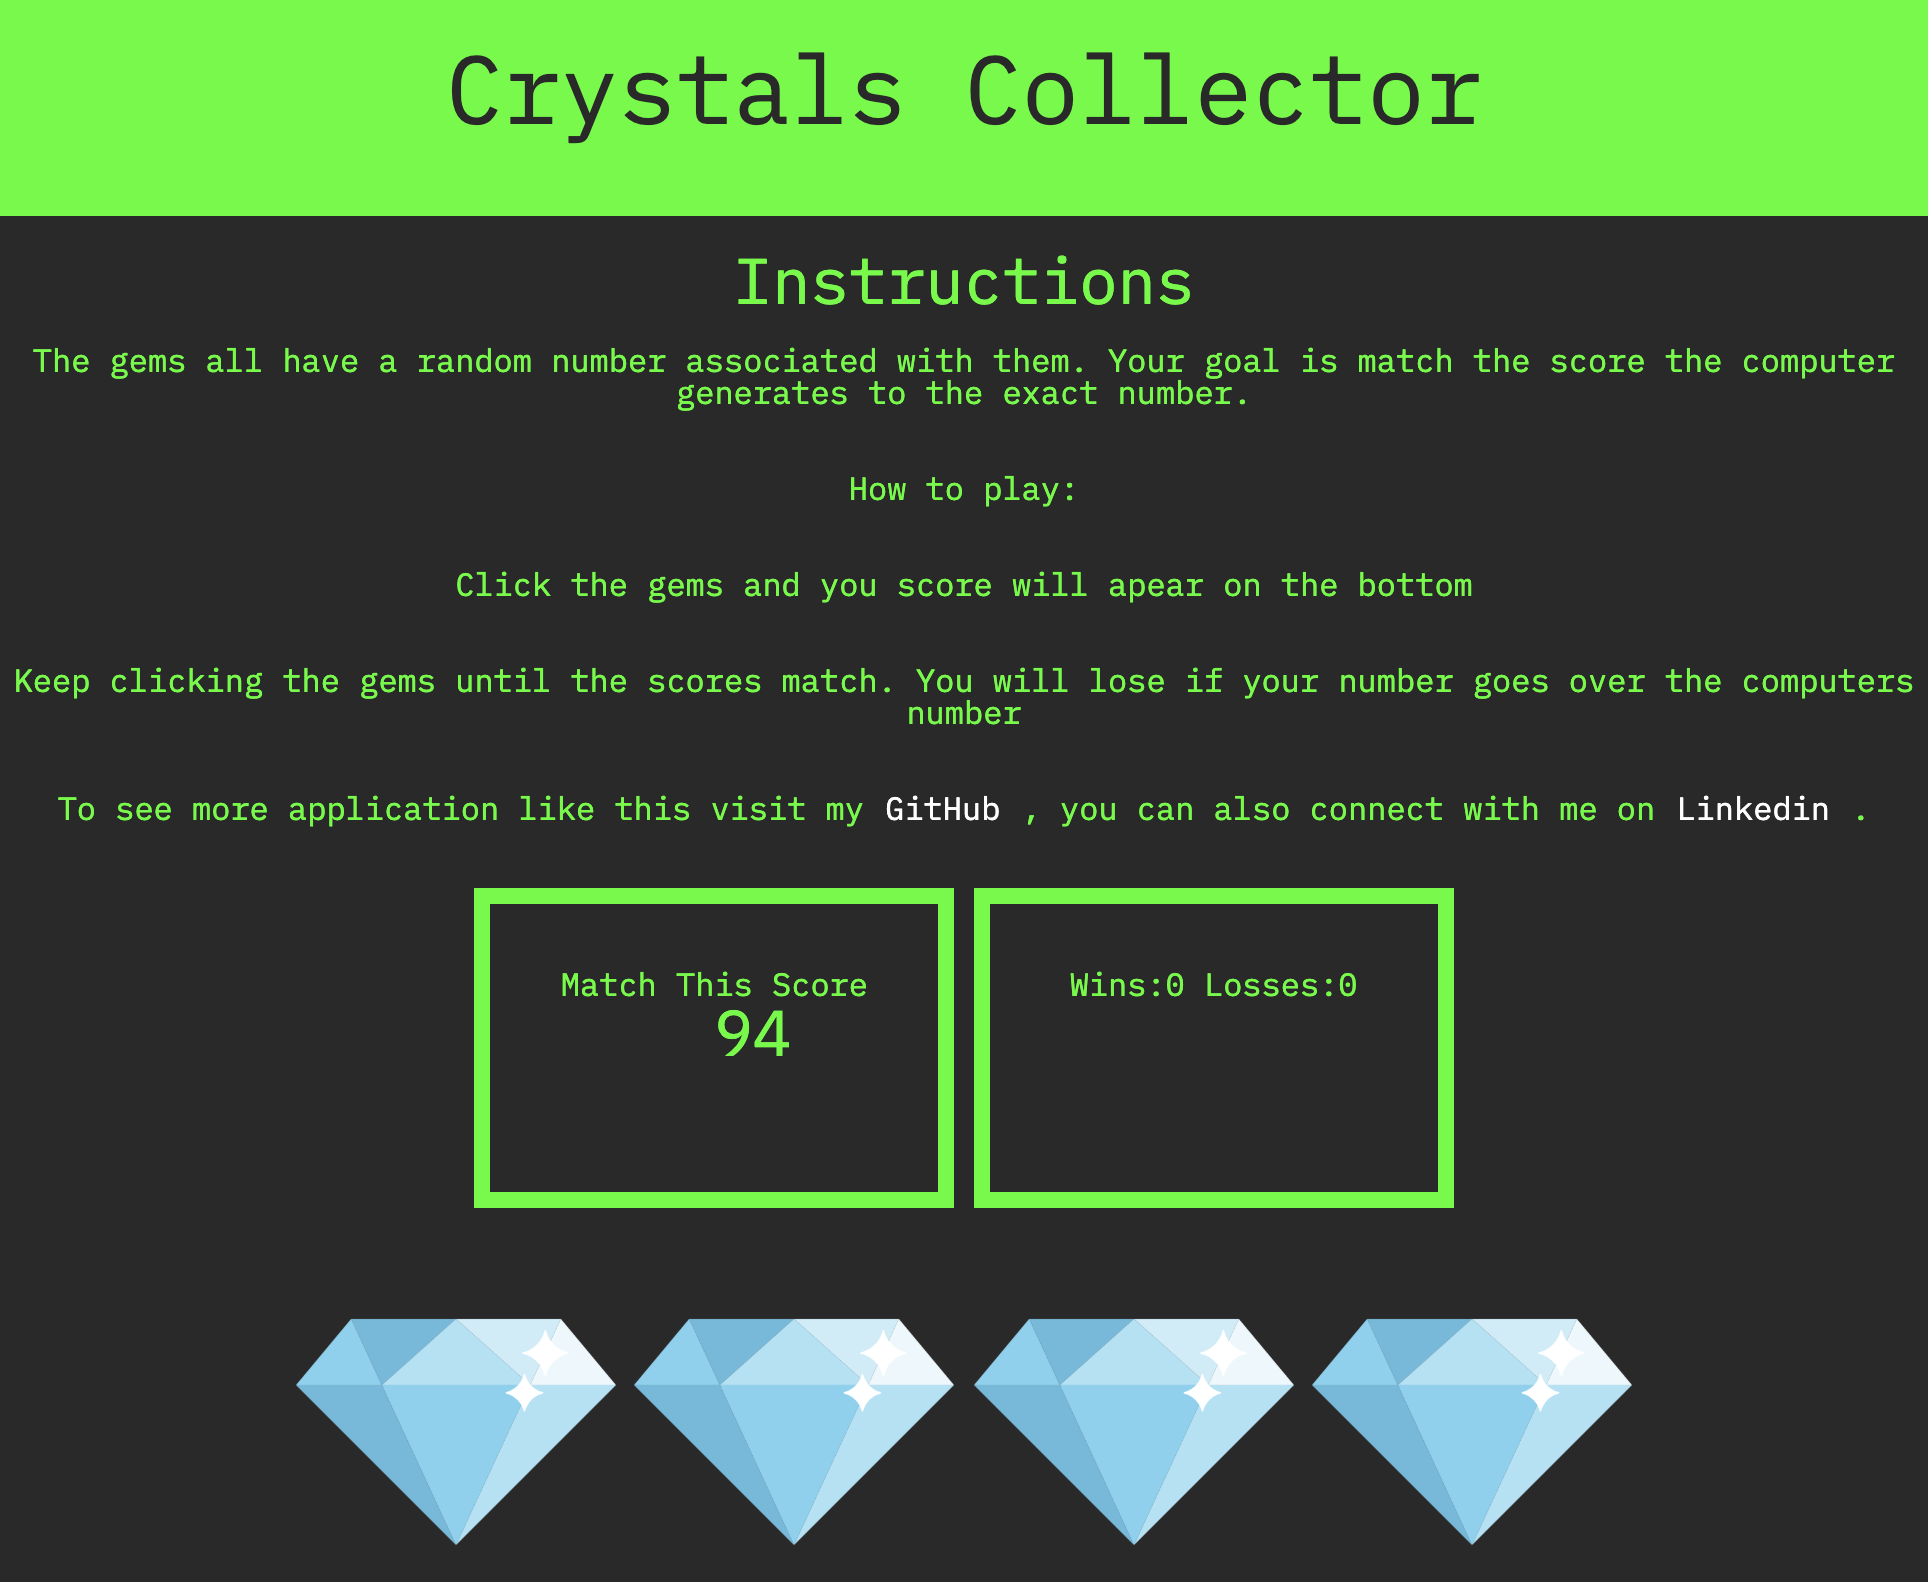 Crystals Collector
Instructions
The gems all have a random number associated with them. Your goal is match the score the computer
generates to the exact number.
How to play:
Click the gems and you score will apear on the bottom
Keep clicking the gems until the scores match. You will lose if your number goes over the computers
number
To see more application like this visit my GitHub , you can also connect with me on Linkedin .
Match This Score
94
Wins:0 Losses:0